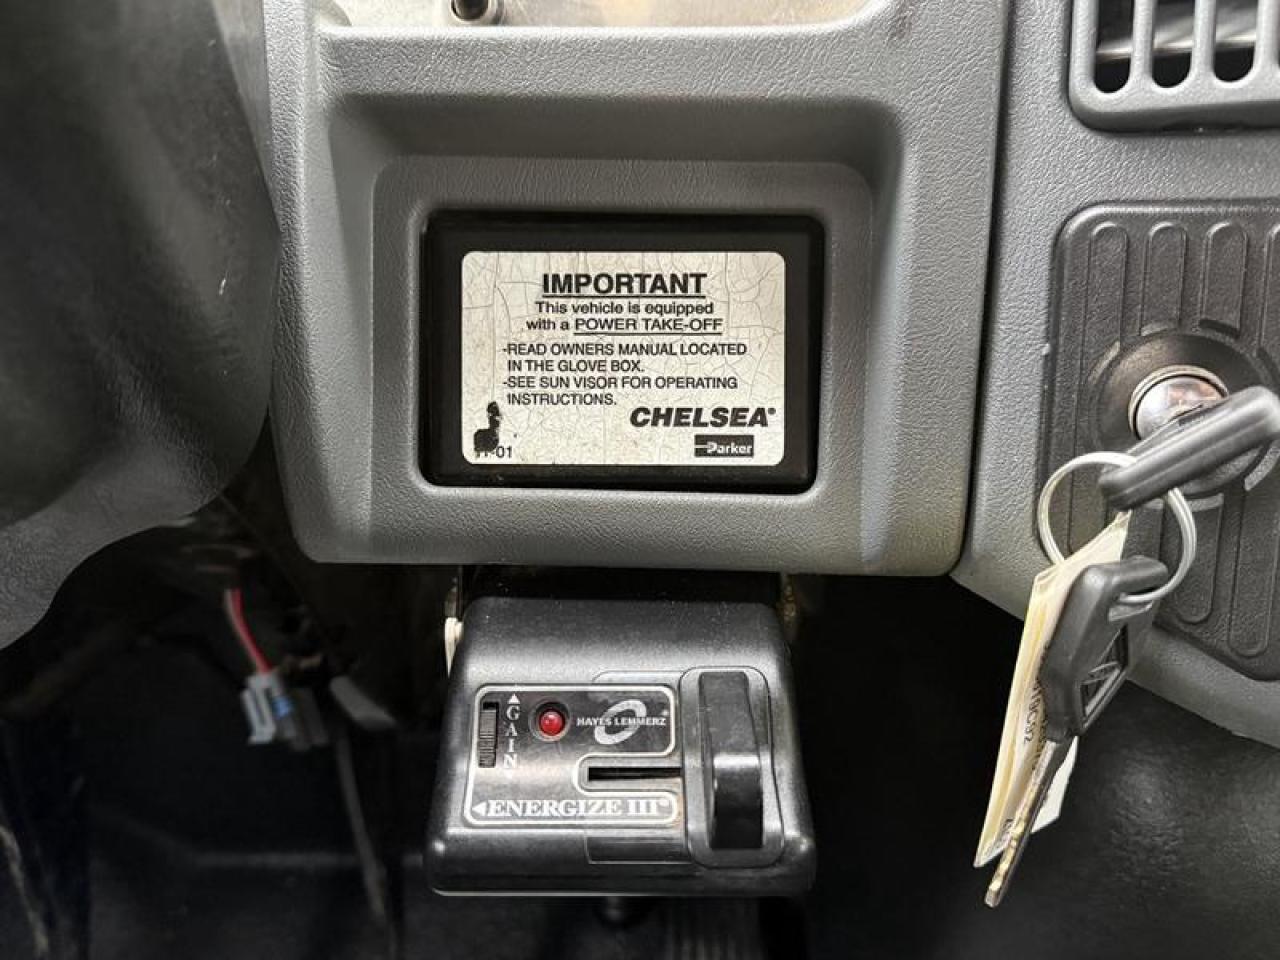 IMPORTANT
This vehicle is equipped
with a POWER TAKE-OFF
-READ OWNERS MANUAL LOCATED
IN THE GLOVE BOX.
-SEE SUN VISOR FOR OPERATING
INSTRUCTIONS.
CHELSEA®
Parker
GAIN
HAYES LEMMERZ®
ENERGIZE III®